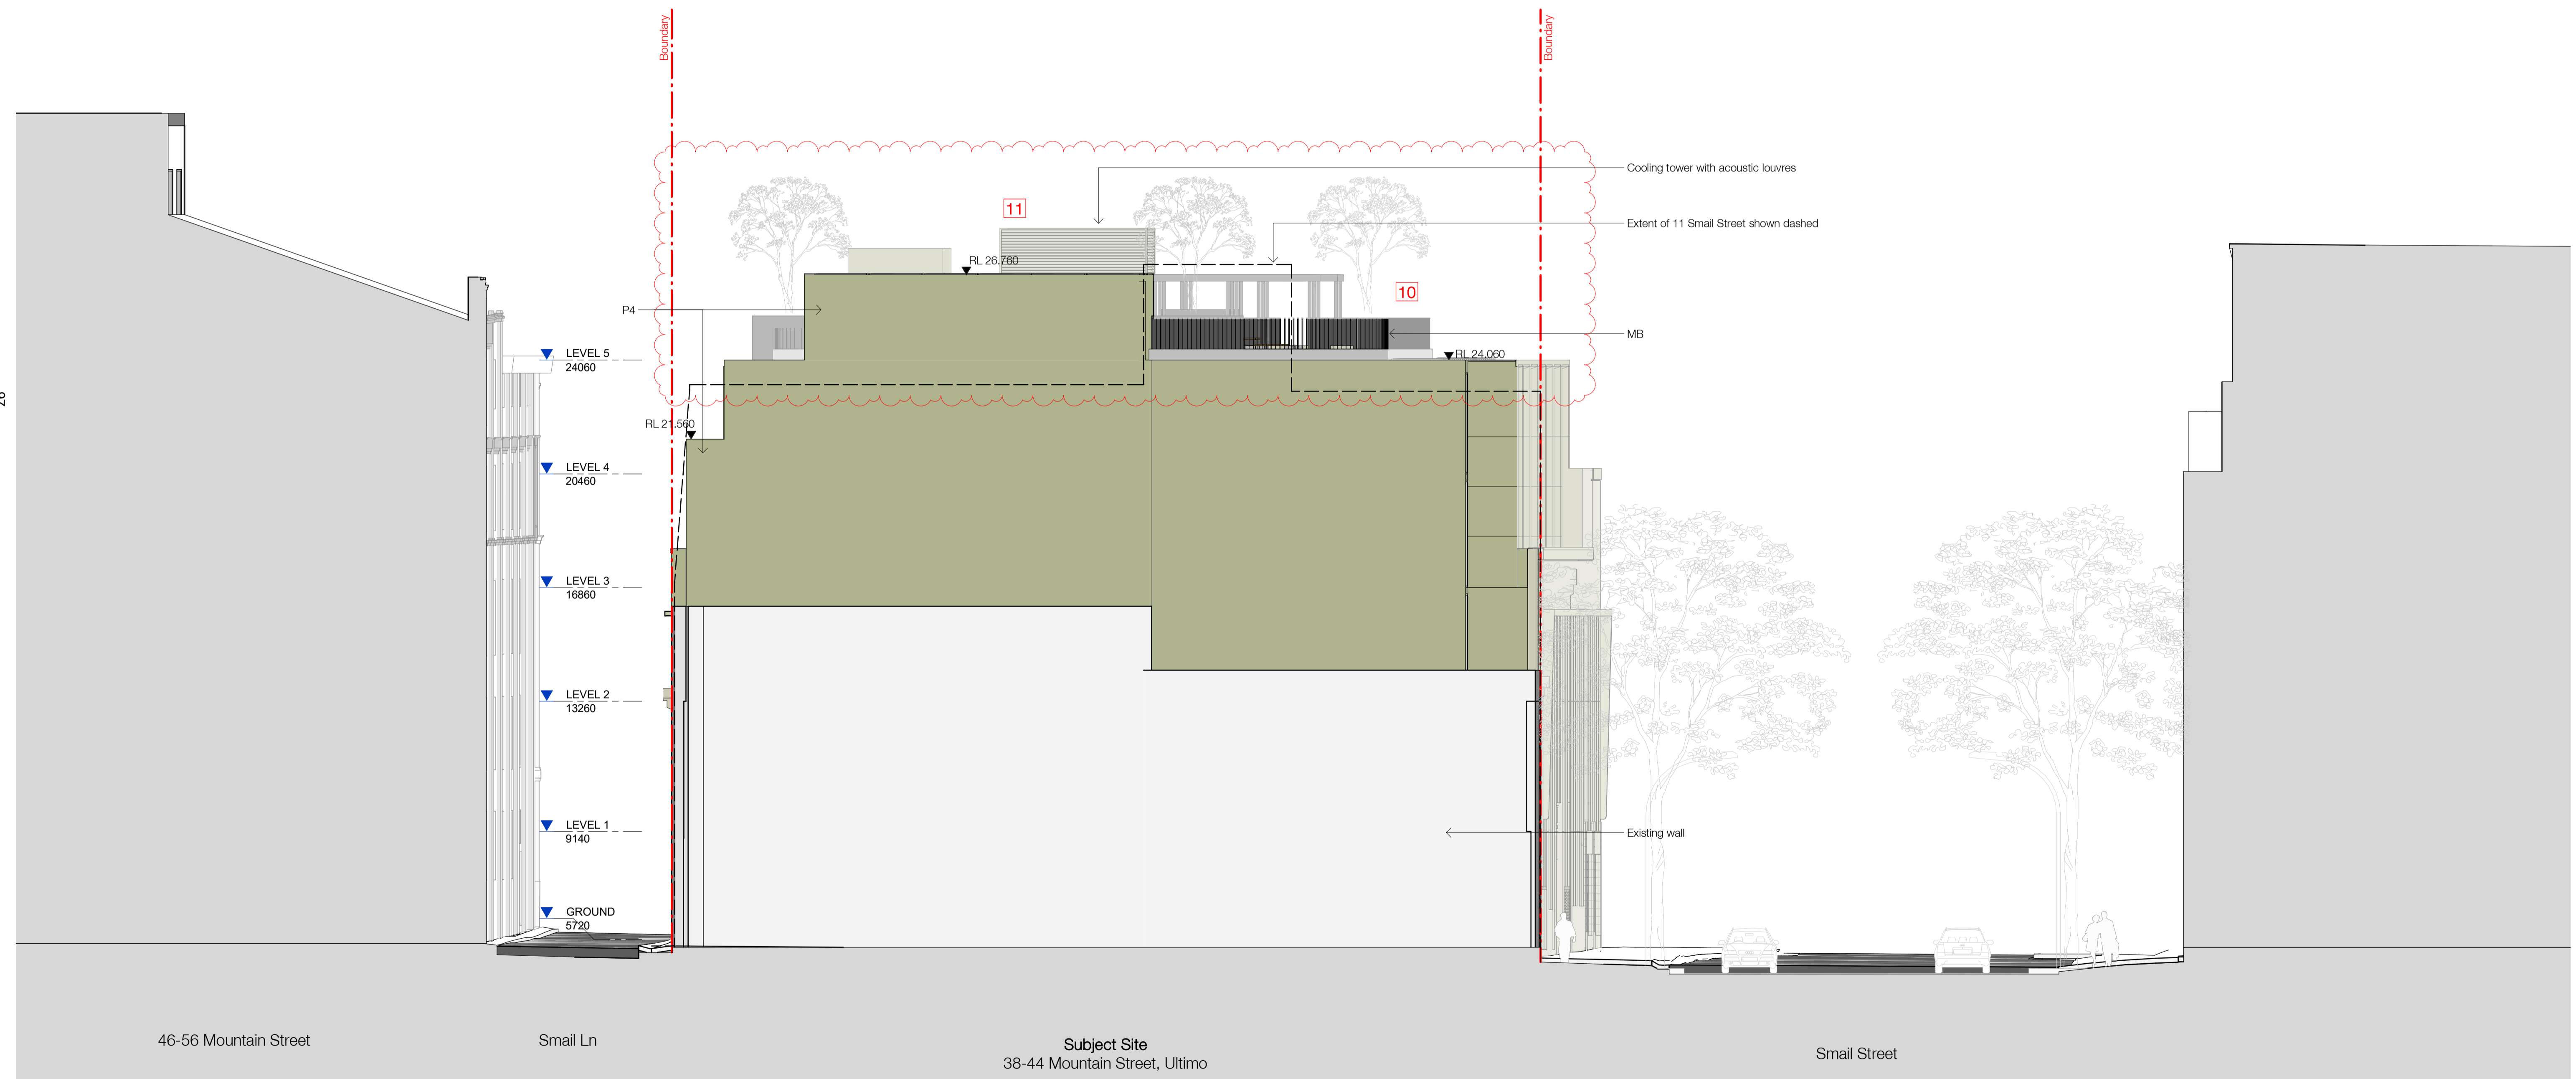 Boundary
Boundary
Cooling tower with acoustic louvres
11
Extent of 11 Smail Street shown dashed
RL 26.760
10
P4
MB
LEVEL 5
24060
RL 24.060
RL 21.560
LEVEL 4
20460
LEVEL 3
16860
LEVEL 2
13260
LEVEL 1
9140
Existing wall
GROUND
5720
46-56 Mountain Street
Smail Ln
Subject Site
38-44 Mountain Street, Ultimo
Smail Street